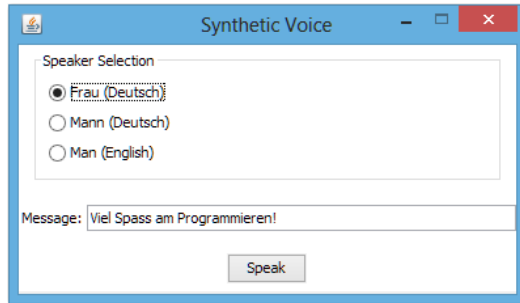 Synthetic Voice
Speaker Selection
Frau (Deutsch)
Mann (Deutsch)
Man (English)
Message: Viel Spass am Programmieren!
Speak